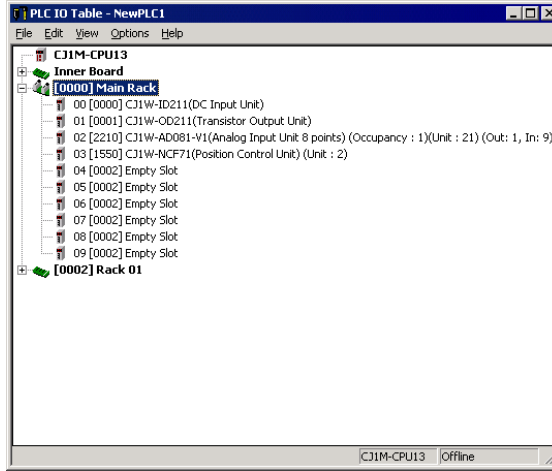 PLC IO Table - NewPLC1
File Edit View Options Help
CJ1M-CPU13
Inner Board
[0000] Main Rack
00 [0000] CJ1W-ID211(DC Input Unit)
01 [0001] CJ1W-OD211(Transistor Output Unit)
02 [2210] CJ1W-AD081-V1(Analog Input Unit 8 points) (Occupancy : 1)(Unit : 21) (Out: 1, In: 9)
03 [1550] CJ1W-NCF71(Position Control Unit) (Unit : 2)
04 [0002] Empty Slot
05 [0002] Empty Slot
06 [0002] Empty Slot
07 [0002] Empty Slot
08 [0002] Empty Slot
09 [0002] Empty Slot
[0002] Rack 01
CJ1M-CPU13 Offline